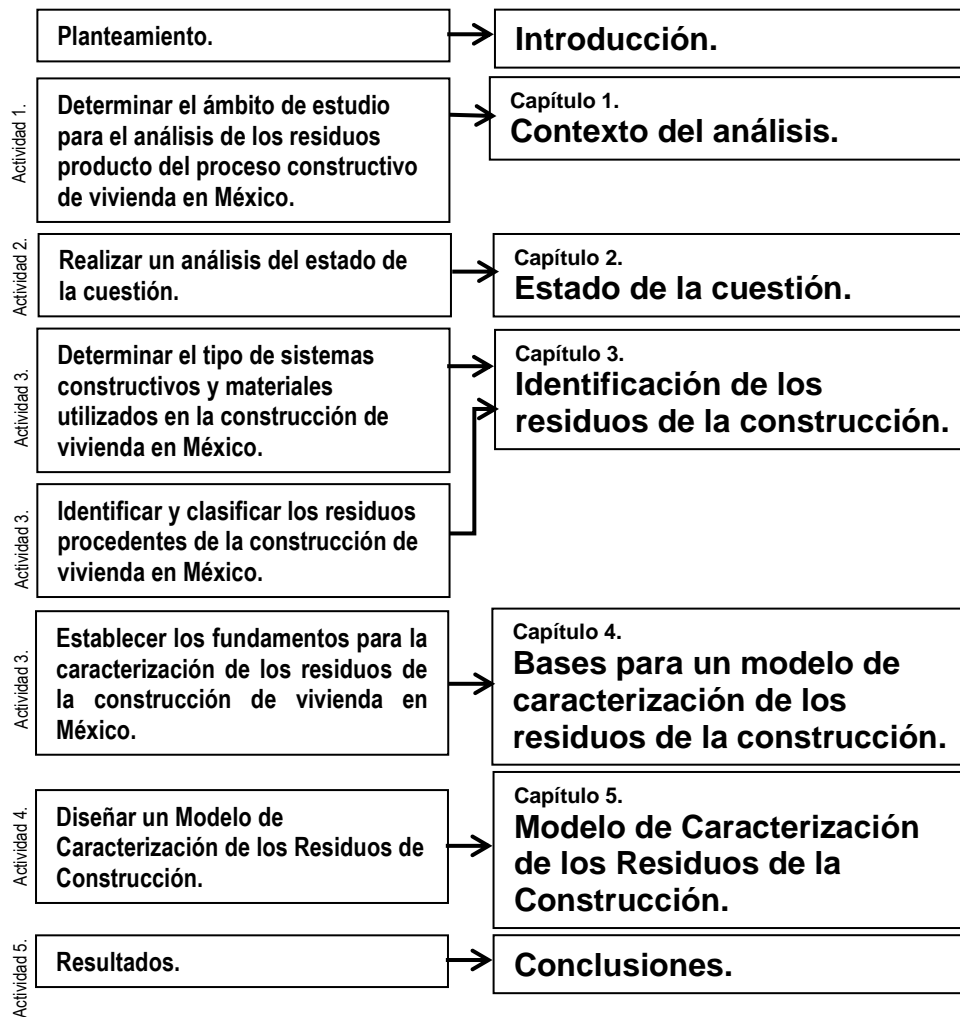 Planteamiento.
Introducción.
Actividad 1.
Determinar el ámbito de estudio
para el análisis de los residuos
producto del proceso constructivo
de vivienda en México.
Capítulo 1.
Contexto del análisis.
Actividad 2.
Realizar un análisis del estado de
la cuestión.
Capítulo 2.
Estado de la cuestión.
Actividad 3.
Determinar el tipo de sistemas
constructivos y materiales
utilizados en la construcción de
vivienda en México.
Capítulo 3.
Identificación de los
residuos de la construcción.
Actividad 3.
Identificar y clasificar los residuos
procedentes de la construcción de
vivienda en México.
Actividad 3.
Establecer los fundamentos para la
caracterización de los residuos de
la construcción de vivienda en
México.
Capítulo 4.
Bases para un modelo de
caracterización de los
residuos de la construcción.
Actividad 4.
Diseñar un Modelo de
Caracterización de los Residuos de
Construcción.
Capítulo 5.
Modelo de Caracterización
de los Residuos de la
Construcción.
Actividad 5.
Resultados.
Conclusiones.